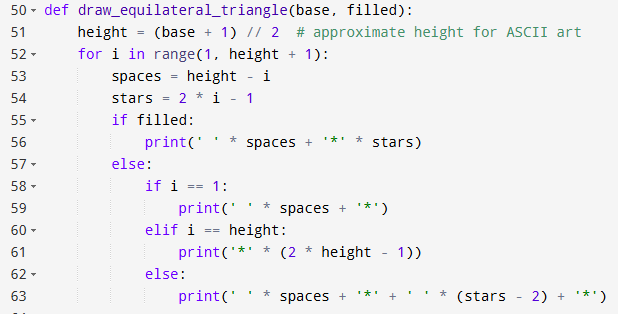 50 def draw_equilateral_triangle(base, filled):
51     height = (base + 1) // 2  # approximate height for ASCII art
52     for i in range(1, height + 1):
53         spaces = height - i
54         stars = 2 * i - 1
55         if filled:
56             print(' ' * spaces + '*' * stars)
57         else:
58             if i == 1:
59                 print(' ' * spaces + '*')
60             elif i == height:
61                 print('*' * (2 * height - 1))
62             else:
63                 print(' ' * spaces + '*' + ' ' * (stars - 2) + '*')